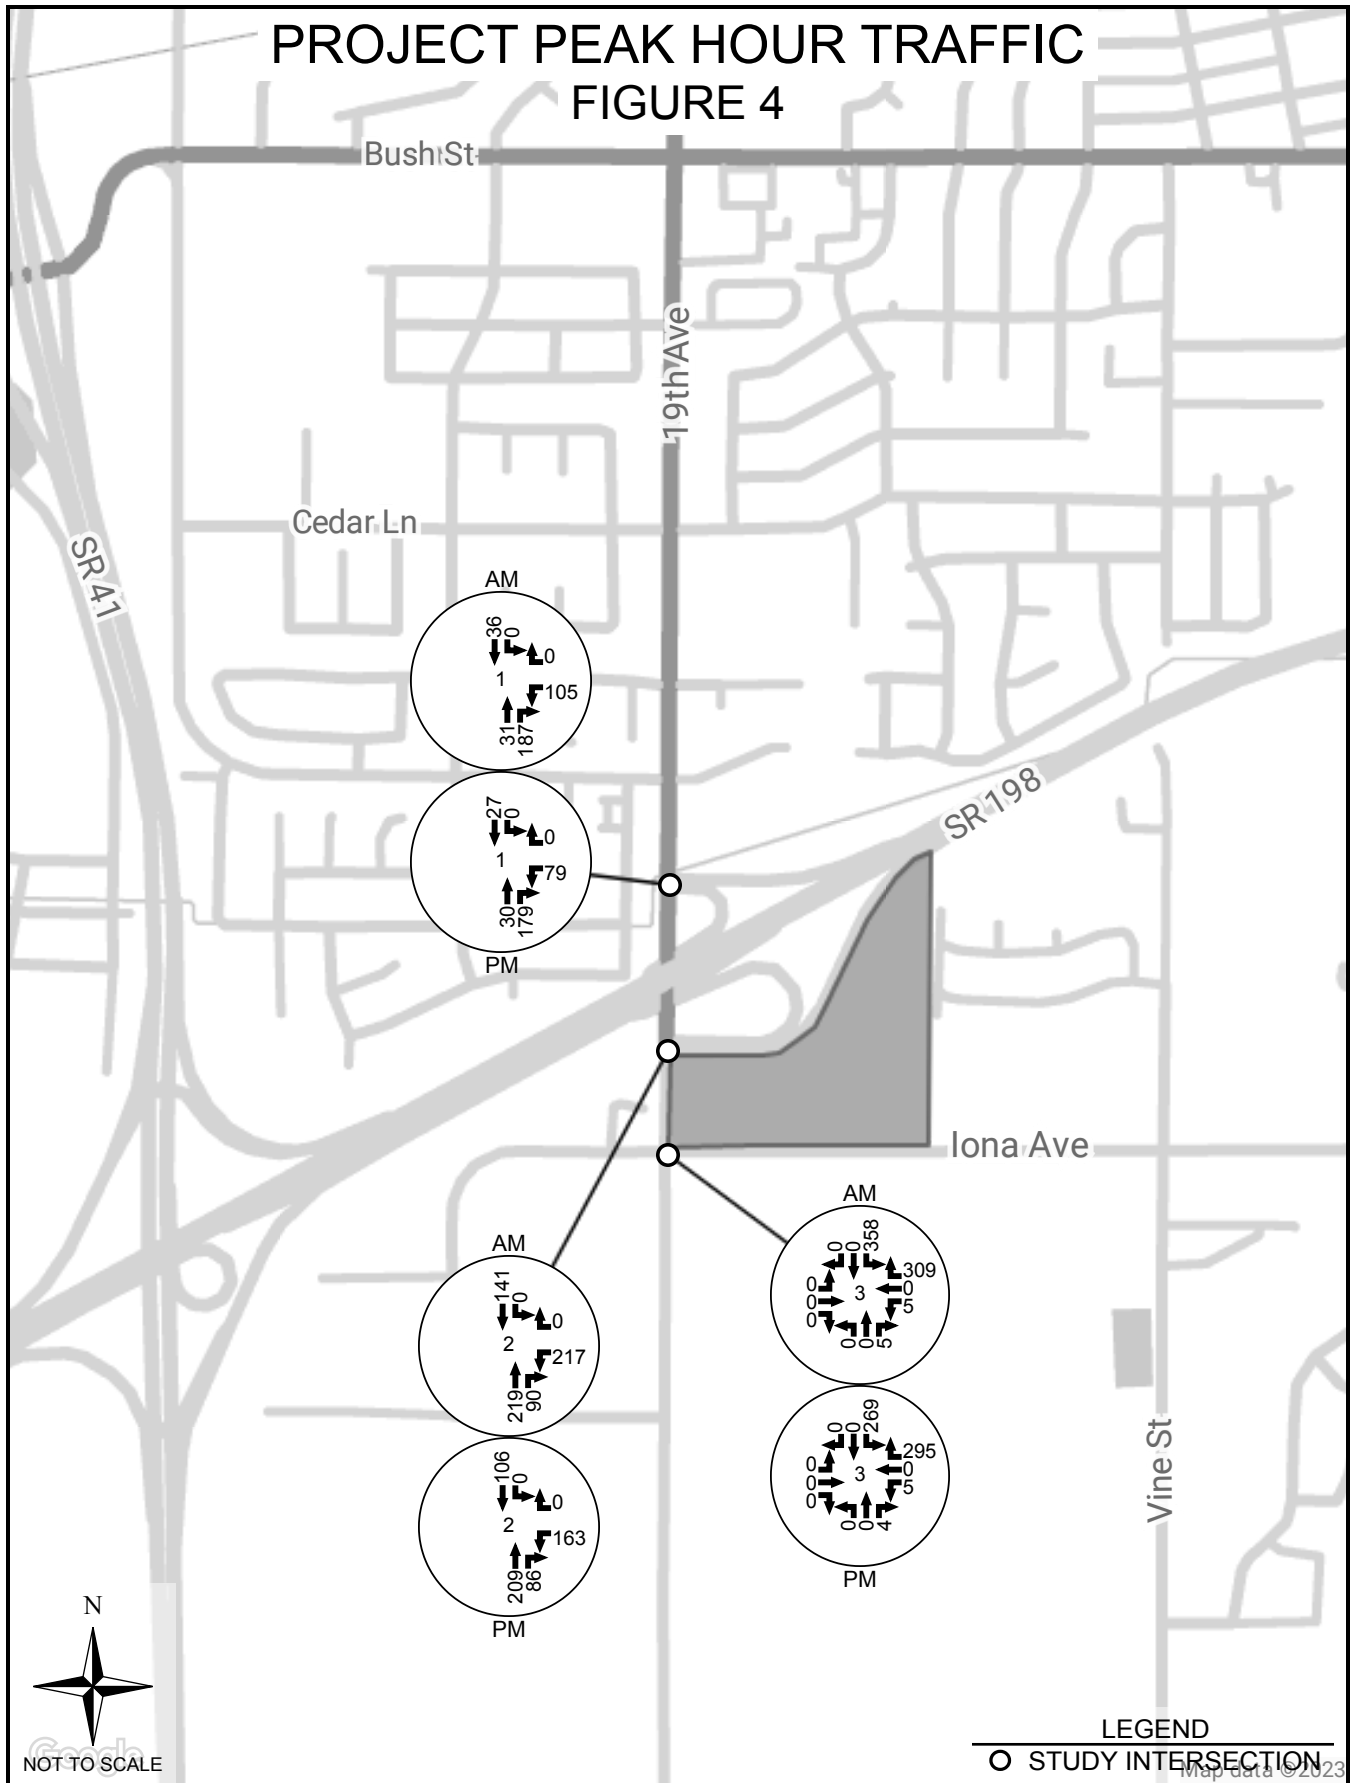 PROJECT PEAK HOUR TRAFFIC
FIGURE 4
Bush St
19th Ave
Cedar Ln
SR 41
AM
36
0
0
1
105
31
187
27
0
0
1
79
30
179
PM
SR 198
Iona Ave
AM
141
0
0
2
217
219
90
106
0
0
2
163
209
86
PM
AM
0
0
358
309
0
0
3
0
5
0
0
0
5
0
0
269
295
0
0
3
0
5
0
0
0
4
PM
Vine St
N
Google
NOT TO SCALE
LEGEND
STUDY INTERSECTION
Map data ©2023